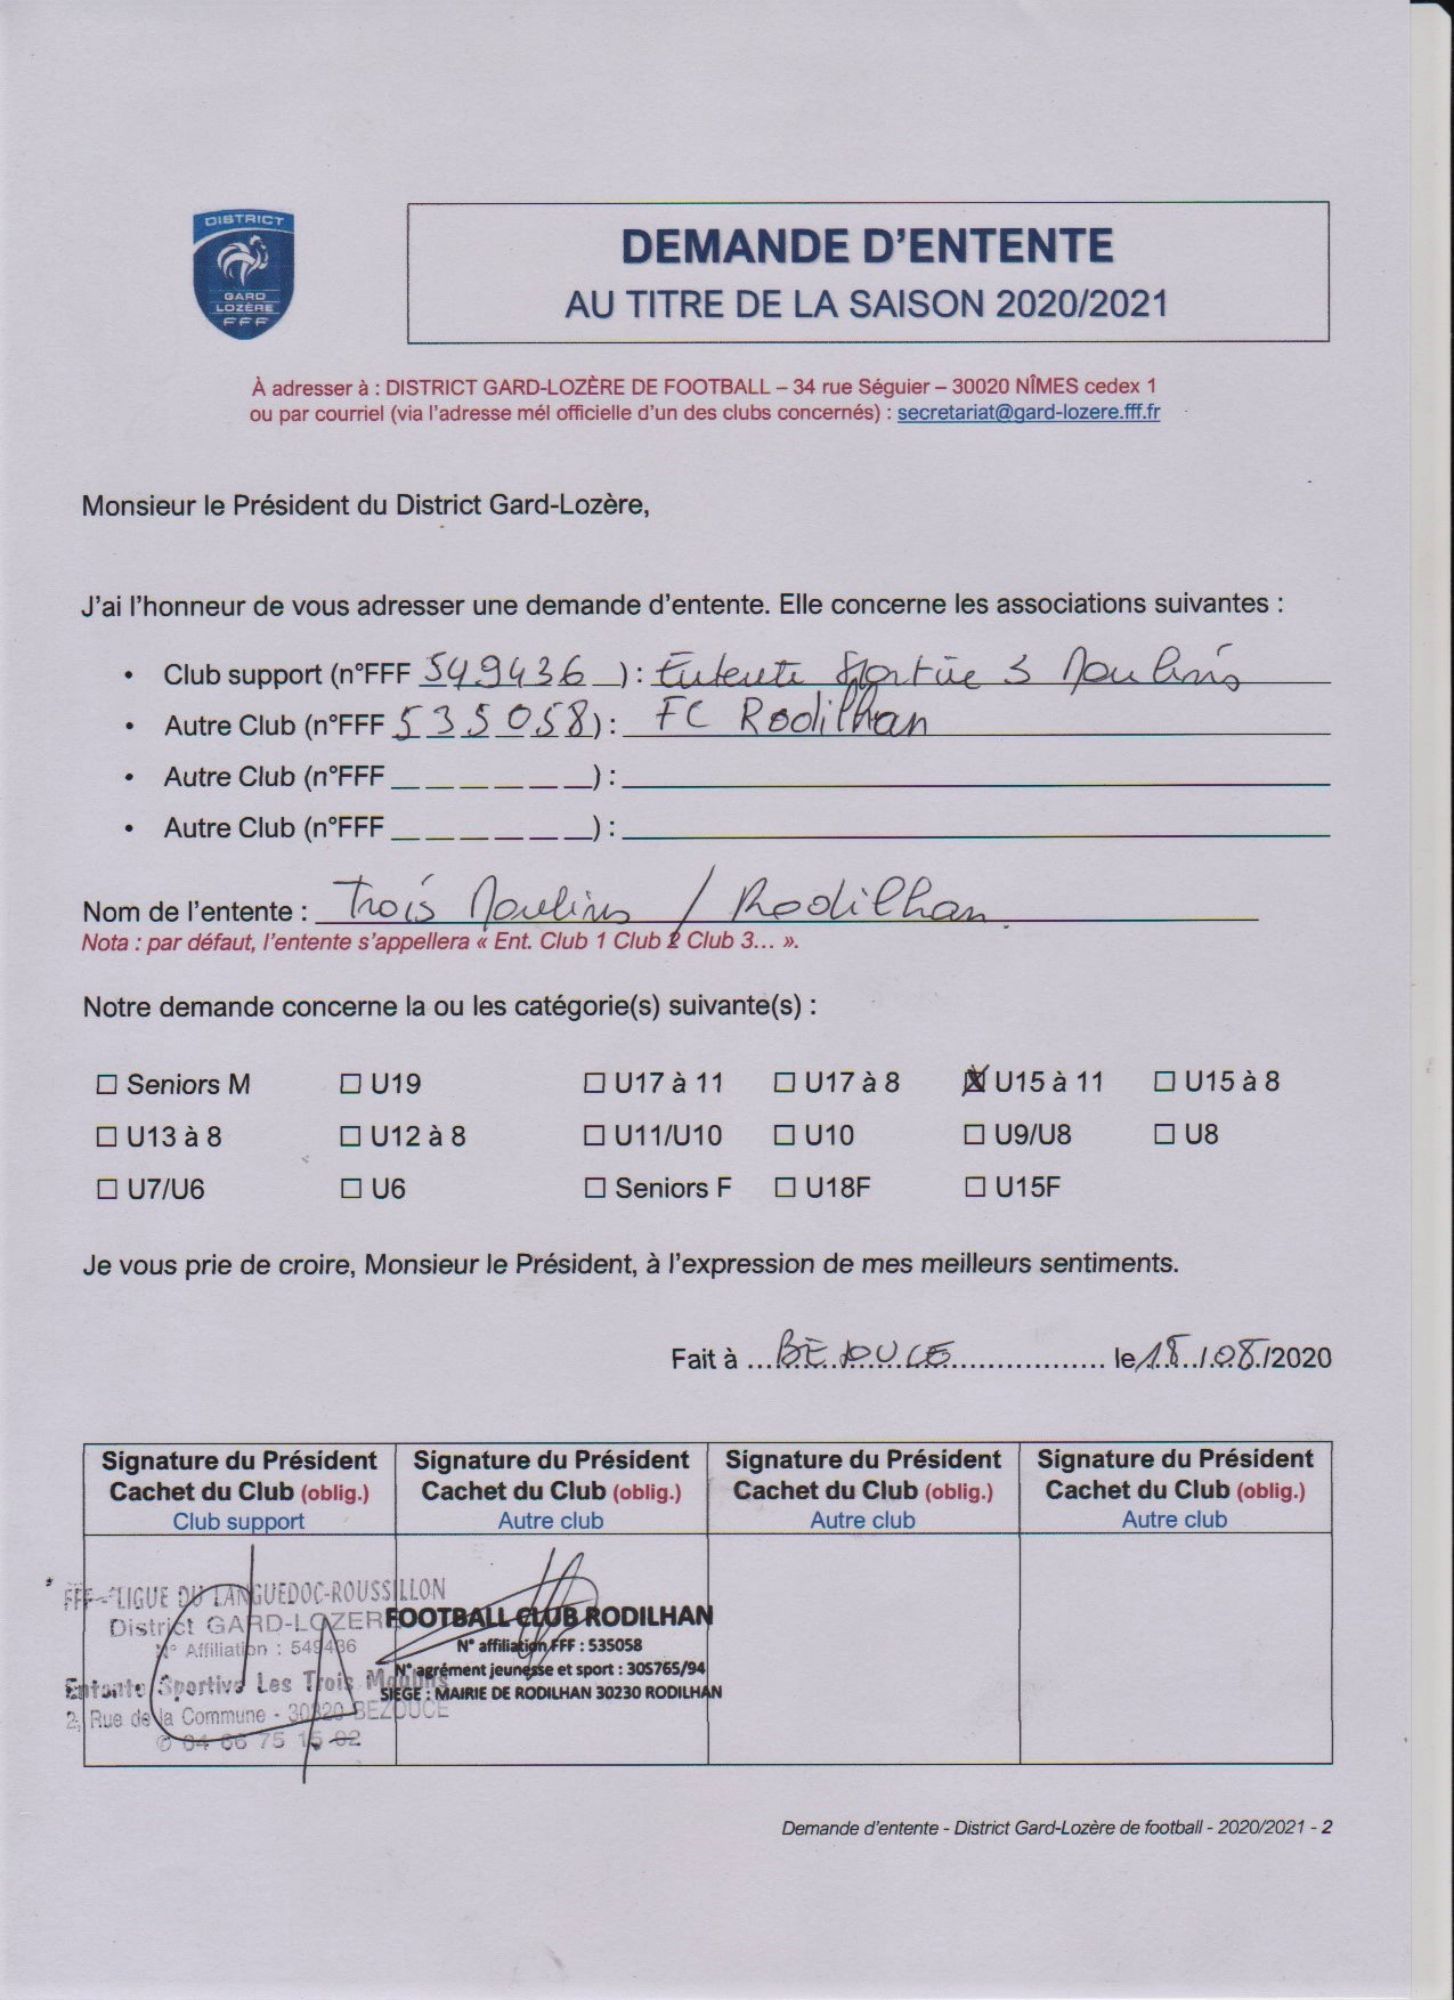 DISTRICT
GARD
LOZÈRE
FFF
DEMANDE D'ENTENTE
AU TITRE DE LA SAISON 2020/2021
À adresser à : DISTRICT GARD-LOZÈRE DE FOOTBALL – 34 rue Séguier – 30020 NÎMES cedex 1
ou par courriel (via l'adresse mél officielle d'un des clubs concernés) : secretariat@gard-lozere.fff.fr
Monsieur le Président du District Gard-Lozère,
J'ai l'honneur de vous adresser une demande d'entente. Elle concerne les associations suivantes :
• Club support (n°FFF 549436 ) : Entente Sportive 3 Moulins
• Autre Club (n°FFF 535058) : FC Rodilhan
• Autre Club (n°FFF _ _ _ _ _ _) :
• Autre Club (n°FFF _ _ _ _ _ _) :
Nom de l'entente : Trois Moulins / Rodilhan
Nota : par défaut, l'entente s'appellera « Ent. Club 1 Club 2 Club 3... ».
Notre demande concerne la ou les catégorie(s) suivante(s) :
☐ Seniors M ☐ U19 ☐ U17 à 11 ☐ U17 à 8 ☒ U15 à 11 ☐ U15 à 8
☐ U13 à 8 ☐ U12 à 8 ☐ U11/U10 ☐ U10 ☐ U9/U8 ☐ U8
☐ U7/U6 ☐ U6 ☐ Seniors F ☐ U18F ☐ U15F
Je vous prie de croire, Monsieur le Président, à l'expression de mes meilleurs sentiments.
Fait à ... BEZOUCE ... le 18/08/2020
Signature du Président Signature du Président Signature du Président Signature du Président
Cachet du Club (oblig.) Cachet du Club (oblig.) Cachet du Club (oblig.) Cachet du Club (oblig.)
Club support Autre club Autre club Autre club
FFF - LIGUE DU LANGUEDOC-ROUSSILLON
District GARD-LOZERE
N° Affiliation : 549436
Entente Sportive Les Trois Moulins
2, Rue de la Commune - 30320 BEZOUCE
✆ 04 66 75 15 02
FOOTBALL CLUB RODILHAN
N° affiliation FFF : 535058
N° agrément jeunesse et sport : 30S765/94
SIEGE : MAIRIE DE RODILHAN 30230 RODILHAN
Demande d'entente - District Gard-Lozère de football - 2020/2021 - 2